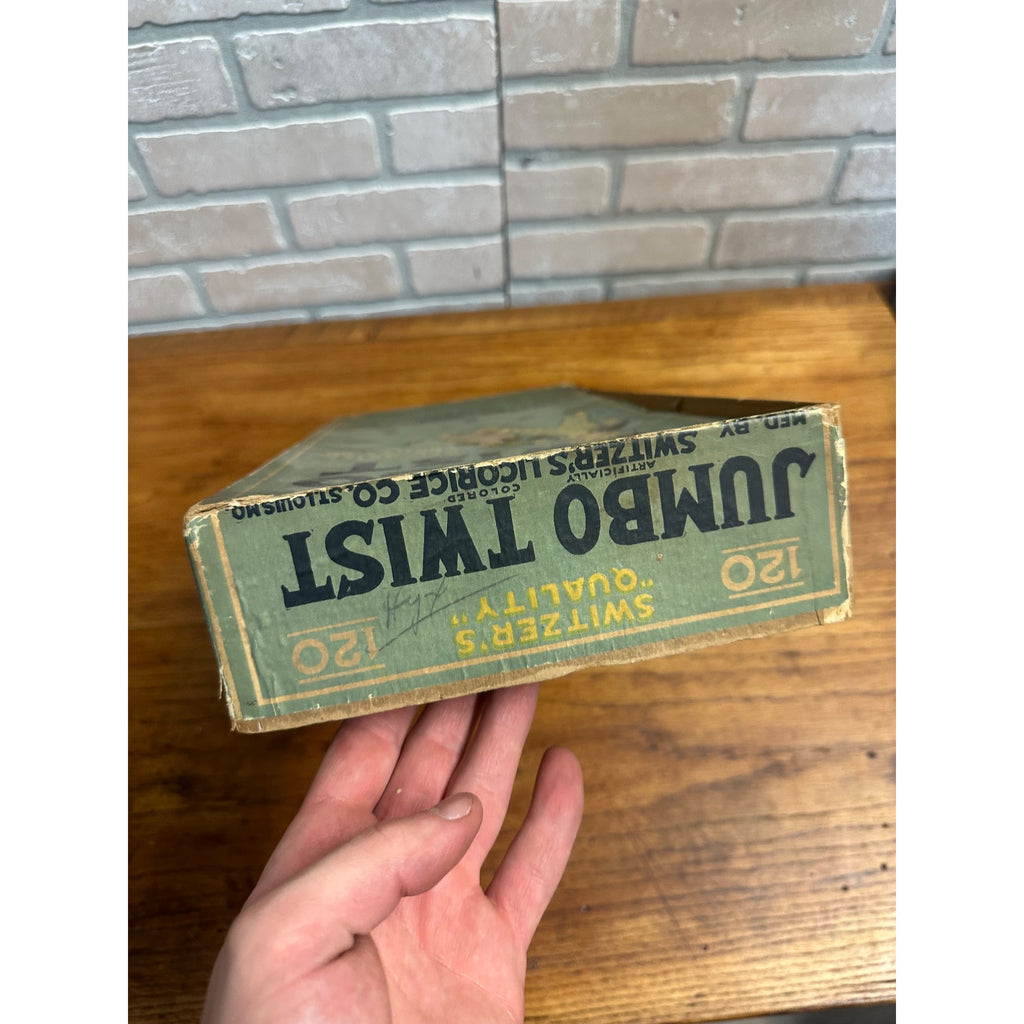 120 SWITZER'S 120
"QUALITY"
JUMBO TWIST
ARTIFICIALLY COLORED
MFD. BY SWITZER'S LICORICE CO. ST. LOUIS MO.